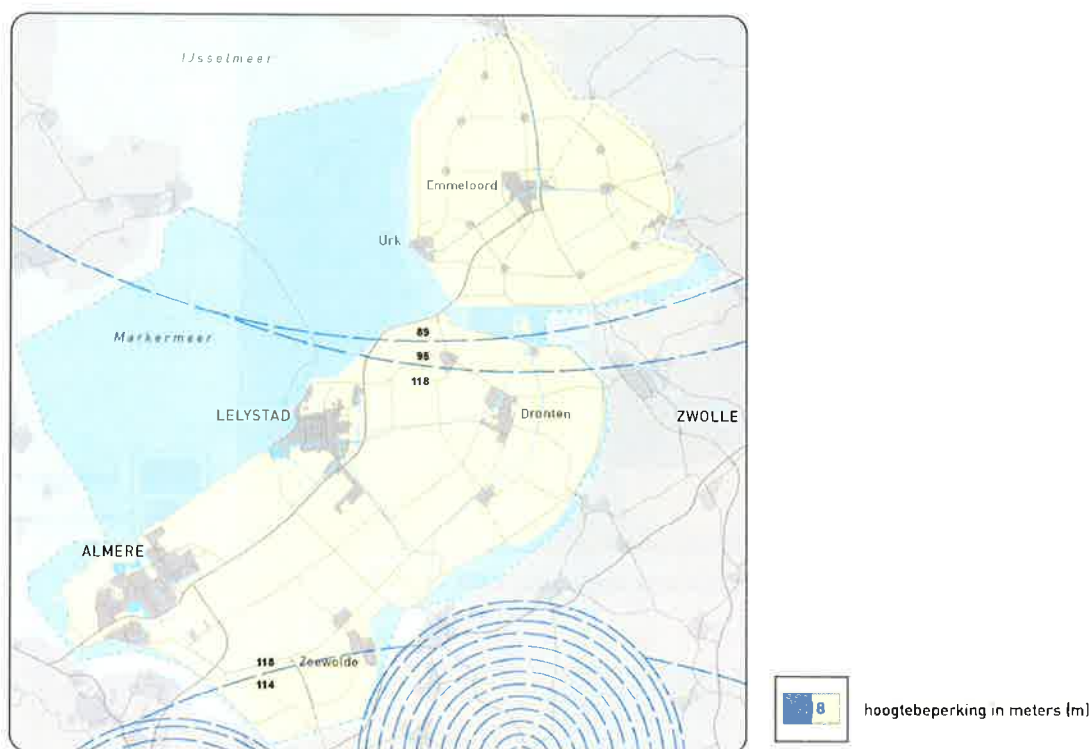 IJsselmeer
Emmeloord
Urk
Markermeer
89
95
118
LELYSTAD
Dronten
ZWOLLE
ALMERE
118
Zeewolde
114
8 hoogtebeperking in meters (m)